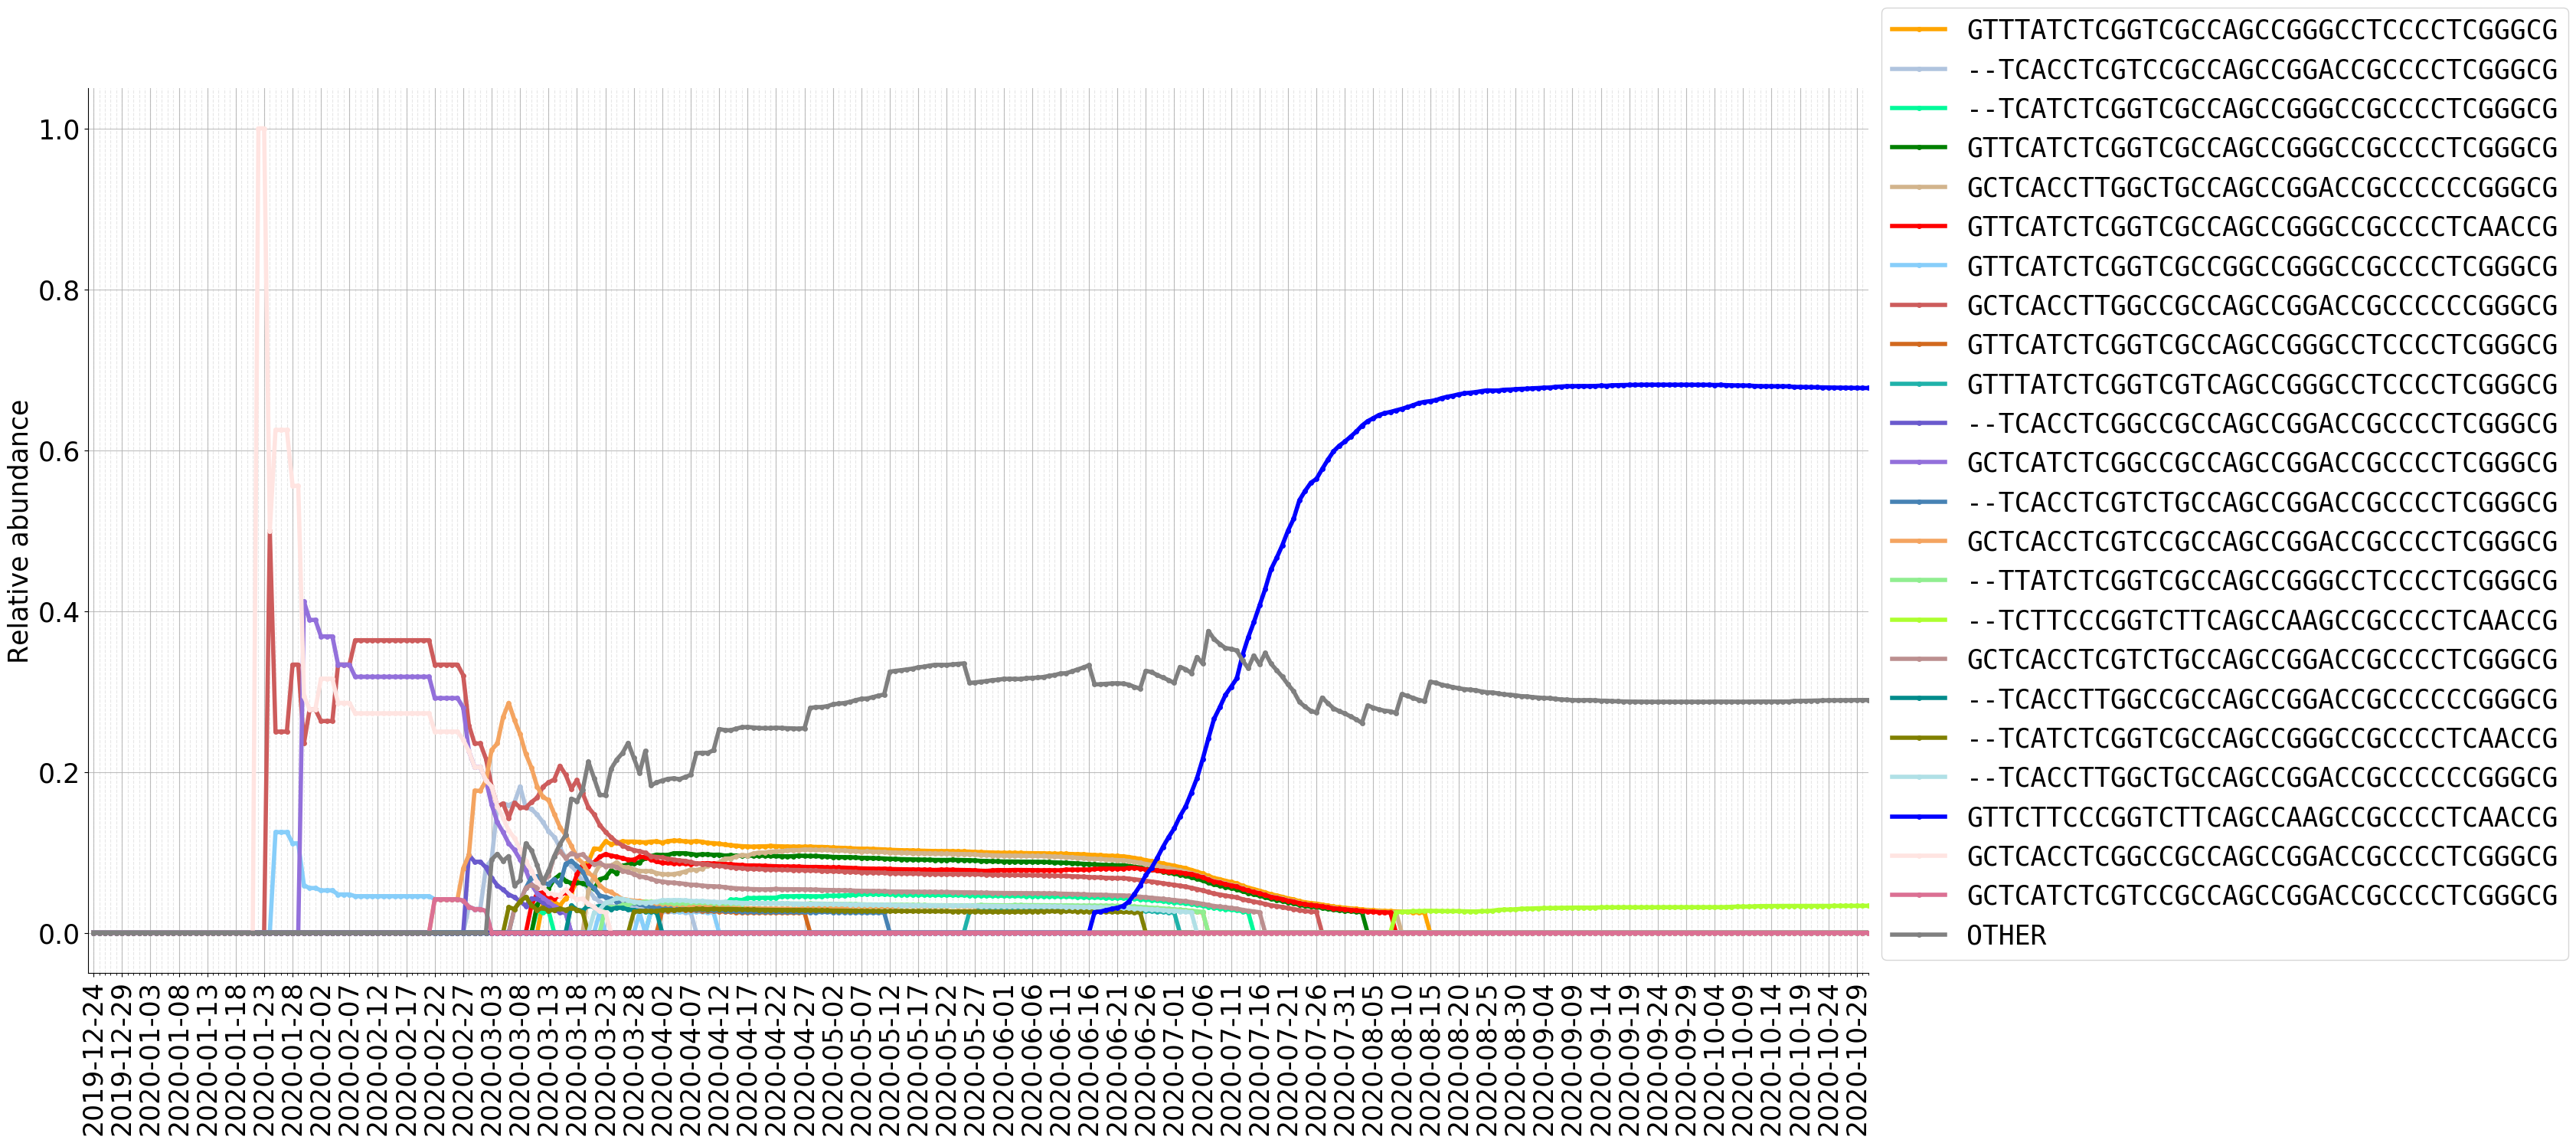 Relative abundance
1.0
0.8
0.6
0.4
0.2
0.0
2019-12-24
2019-12-29
2020-01-03
2020-01-08
2020-01-13
2020-01-18
2020-01-23
2020-01-28
2020-02-02
2020-02-07
2020-02-12
2020-02-17
2020-02-22
2020-02-27
2020-03-03
2020-03-08
2020-03-13
2020-03-18
2020-03-23
2020-03-28
2020-04-02
2020-04-07
2020-04-12
2020-04-17
2020-04-22
2020-04-27
2020-05-02
2020-05-07
2020-05-12
2020-05-17
2020-05-22
2020-05-27
2020-06-01
2020-06-06
2020-06-11
2020-06-16
2020-06-21
2020-06-26
2020-07-01
2020-07-06
2020-07-11
2020-07-16
2020-07-21
2020-07-26
2020-07-31
2020-08-05
2020-08-10
2020-08-15
2020-08-20
2020-08-25
2020-08-30
2020-09-04
2020-09-09
2020-09-14
2020-09-19
2020-09-24
2020-09-29
2020-10-04
2020-10-09
2020-10-14
2020-10-19
2020-10-24
2020-10-29
GTTTATCTCGGTCGCCAGCCGGGCCTCCCCTCGGGCG
--TCACCTCGTCCGCCAGCCGGACCGCCCCTCGGGCG
--TCATCTCGGTCGCCAGCCGGGCCGCCCCTCGGGCG
GTTCATCTCGGTCGCCAGCCGGGCCGCCCCTCGGGCG
GCTCACCTTGGCTGCCAGCCGGACCGCCCCCCGGGCG
GTTCATCTCGGTCGCCAGCCGGGCCGCCCCTCAACCG
GTTCATCTCGGTCGCCGGCCGGGCCGCCCCTCGGGCG
GCTCACCTTGGCCGCCAGCCGGACCGCCCCCCGGGCG
GTTCATCTCGGTCGCCAGCCGGGCCTCCCCTCGGGCG
GTTTATCTCGGTCGTCAGCCGGGCCTCCCCTCGGGCG
--TCACCTCGGCCGCCAGCCGGACCGCCCCTCGGGCG
GCTCATCTCGGCCGCCAGCCGGACCGCCCCTCGGGCG
--TCACCTCGTCTGCCAGCCGGACCGCCCCTCGGGCG
GCTCACCTCGTCCGCCAGCCGGACCGCCCCTCGGGCG
--TTATCTCGGTCGCCAGCCGGGCCTCCCCTCGGGCG
--TCTTCCCGGTCTTCAGCCAAGCCGCCCCTCAACCG
GCTCACCTCGTCTGCCAGCCGGACCGCCCCTCGGGCG
--TCACCTTGGCCGCCAGCCGGACCGCCCCCCGGGCG
--TCATCTCGGTCGCCAGCCGGGCCGCCCCTCAACCG
--TCACCTTGGCTGCCAGCCGGACCGCCCCCCGGGCG
GTTCTTCCCGGTCTTCAGCCAAGCCGCCCCTCAACCG
GCTCACCTCGGCCGCCAGCCGGACCGCCCCTCGGGCG
GCTCATCTCGTCCGCCAGCCGGACCGCCCCTCGGGCG
OTHER